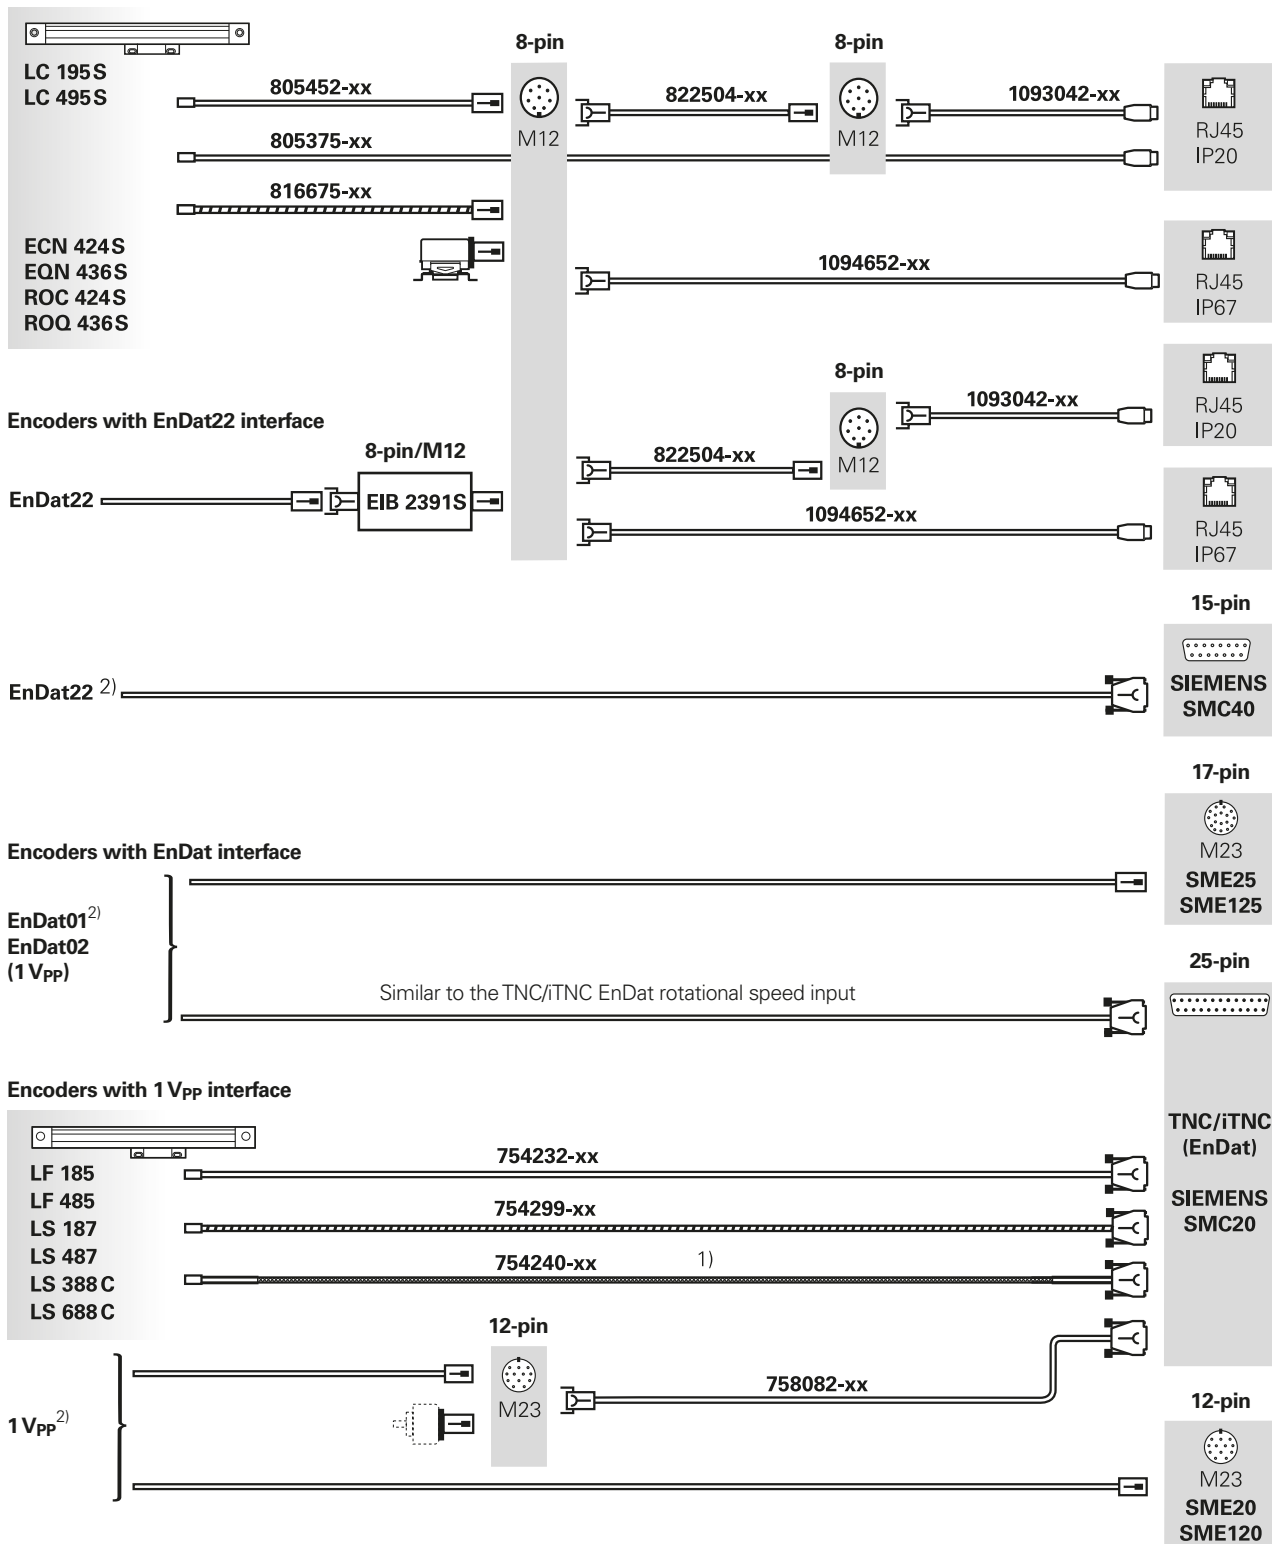 8-pin
8-pin
LC 195 S
LC 495 S
805452-xx
M12
822504-xx
M12
1093042-xx
RJ45
IP20
805375-xx
816675-xx
ECN 424 S
EQN 436 S
ROC 424 S
ROQ 436 S
1094652-xx
RJ45
IP67
8-pin
1093042-xx
RJ45
IP20
Encoders with EnDat22 interface
8-pin/M12
822504-xx
M12
EnDat22
EIB 2391S
1094652-xx
RJ45
IP67
15-pin
EnDat22 2)
SIEMENS
SMC40
17-pin
M23
Encoders with EnDat interface
SME25
SME125
EnDat01 2)
EnDat02
(1 VPP)
25-pin
Similar to the TNC/iTNC EnDat rotational speed input
Encoders with 1 VPP interface
TNC/iTNC
(EnDat)
SIEMENS
SMC20
LF 185
LF 485
LS 187
LS 487
LS 388 C
LS 688 C
754232-xx
754299-xx
754240-xx 1)
12-pin
M23
758082-xx
1 VPP 2)
12-pin
M23
SME20
SME120